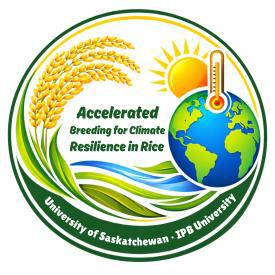 Accelerated
Breeding for Climate
Resilience in Rice
University of Saskatchewan · IPB University